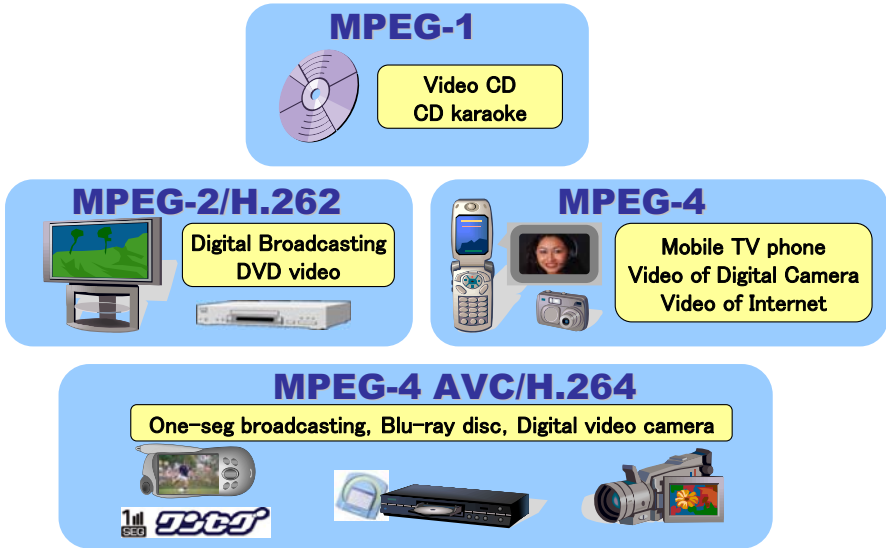 MPEG-1
Video CD
CD karaoke
MPEG-2/H.262
Digital Broadcasting
DVD video
MPEG-4
Mobile TV phone
Video of Digital Camera
Video of Internet
MPEG-4 AVC/H.264
One-seg broadcasting, Blu-ray disc, Digital video camera
1
SEG
ワンセグ